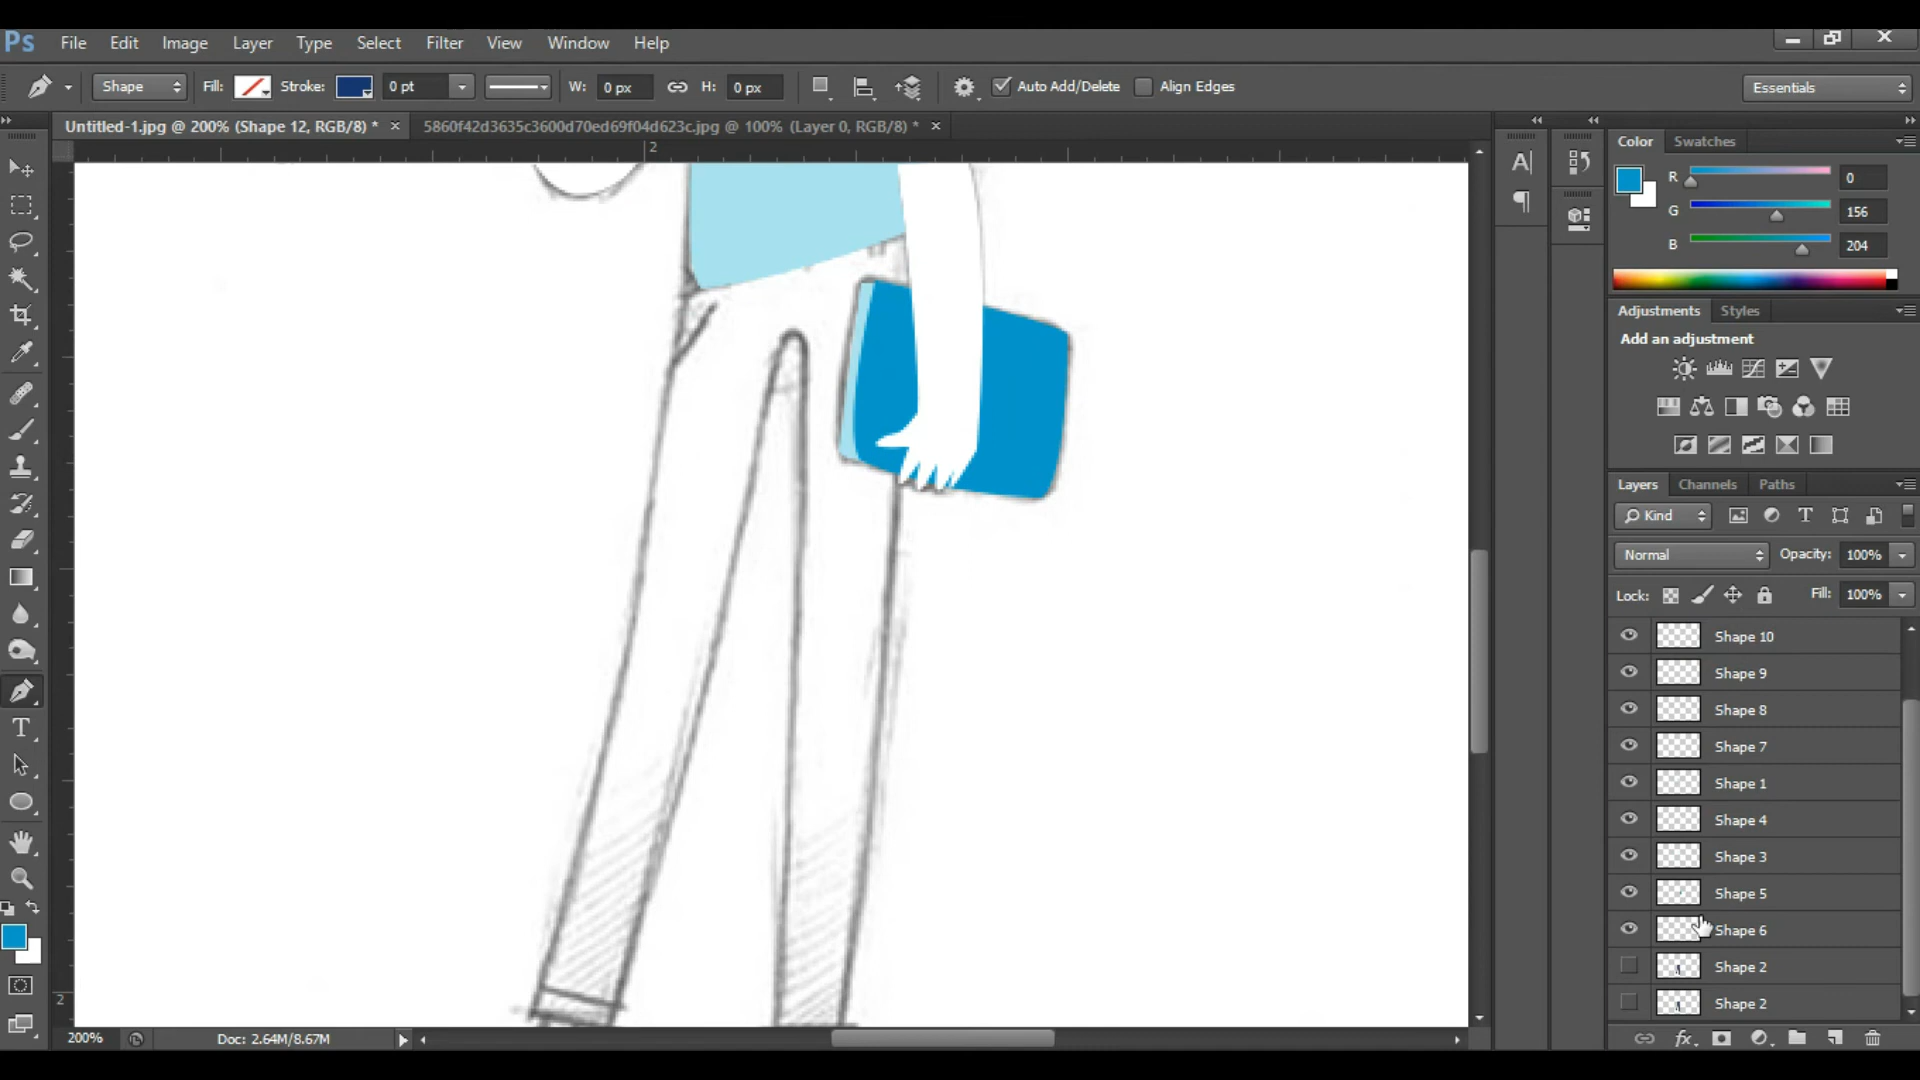 Ps File Edit Image Layer Type Select Filter View Window Help
Shape Fill: Stroke: 0 pt W: 0 px H: 0 px Auto Add/Delete Align Edges Essentials
Untitled-1.jpg @ 200% (Shape 12, RGB/8) * 5860f42d3635c3600d70ed69f04d623c.jpg @ 100% (Layer 0, RGB/8) *
2
Color Swatches
R 0
G 156
B 204
Adjustments Styles
Add an adjustment
Layers Channels Paths
Kind
Normal Opacity: 100%
Lock: Fill: 100%
Shape 10
Shape 9
Shape 8
Shape 7
Shape 1
Shape 4
Shape 3
Shape 5
Shape 6
Shape 2
Shape 2
2
200% Doc: 2.64M/8.67M
fx